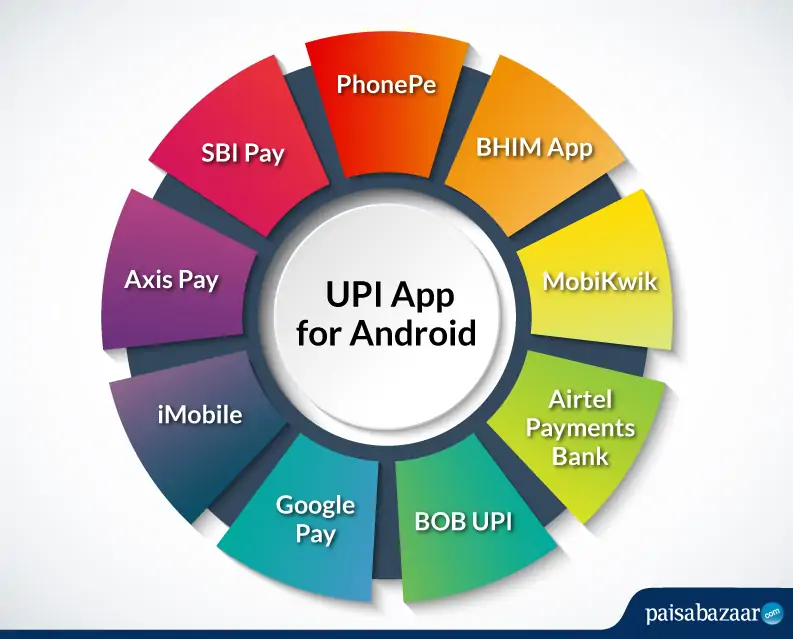 PhonePe
BHIM App
MobiKwik
Airtel
Payments
Bank
BOB UPI
Google
Pay
iMobile
Axis Pay
SBI Pay
UPI App
for Android
paisabazaar.com